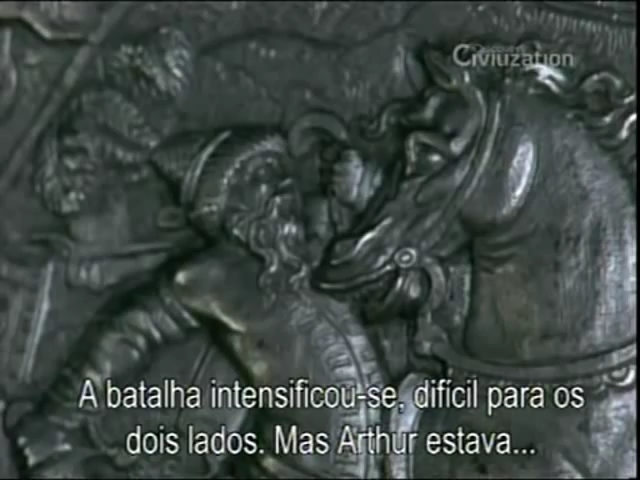 Civilization
A batalha intensificou-se, difícil para os
dois lados. Mas Arthur estava...